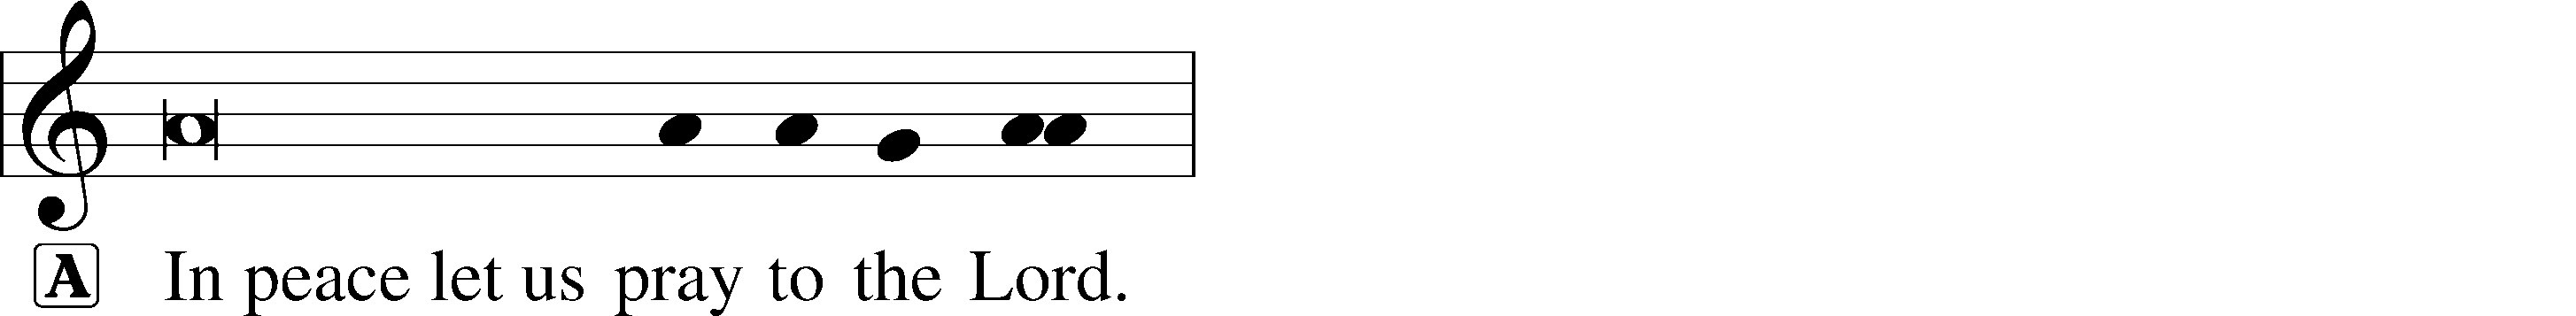 A In peace let us pray to the Lord.